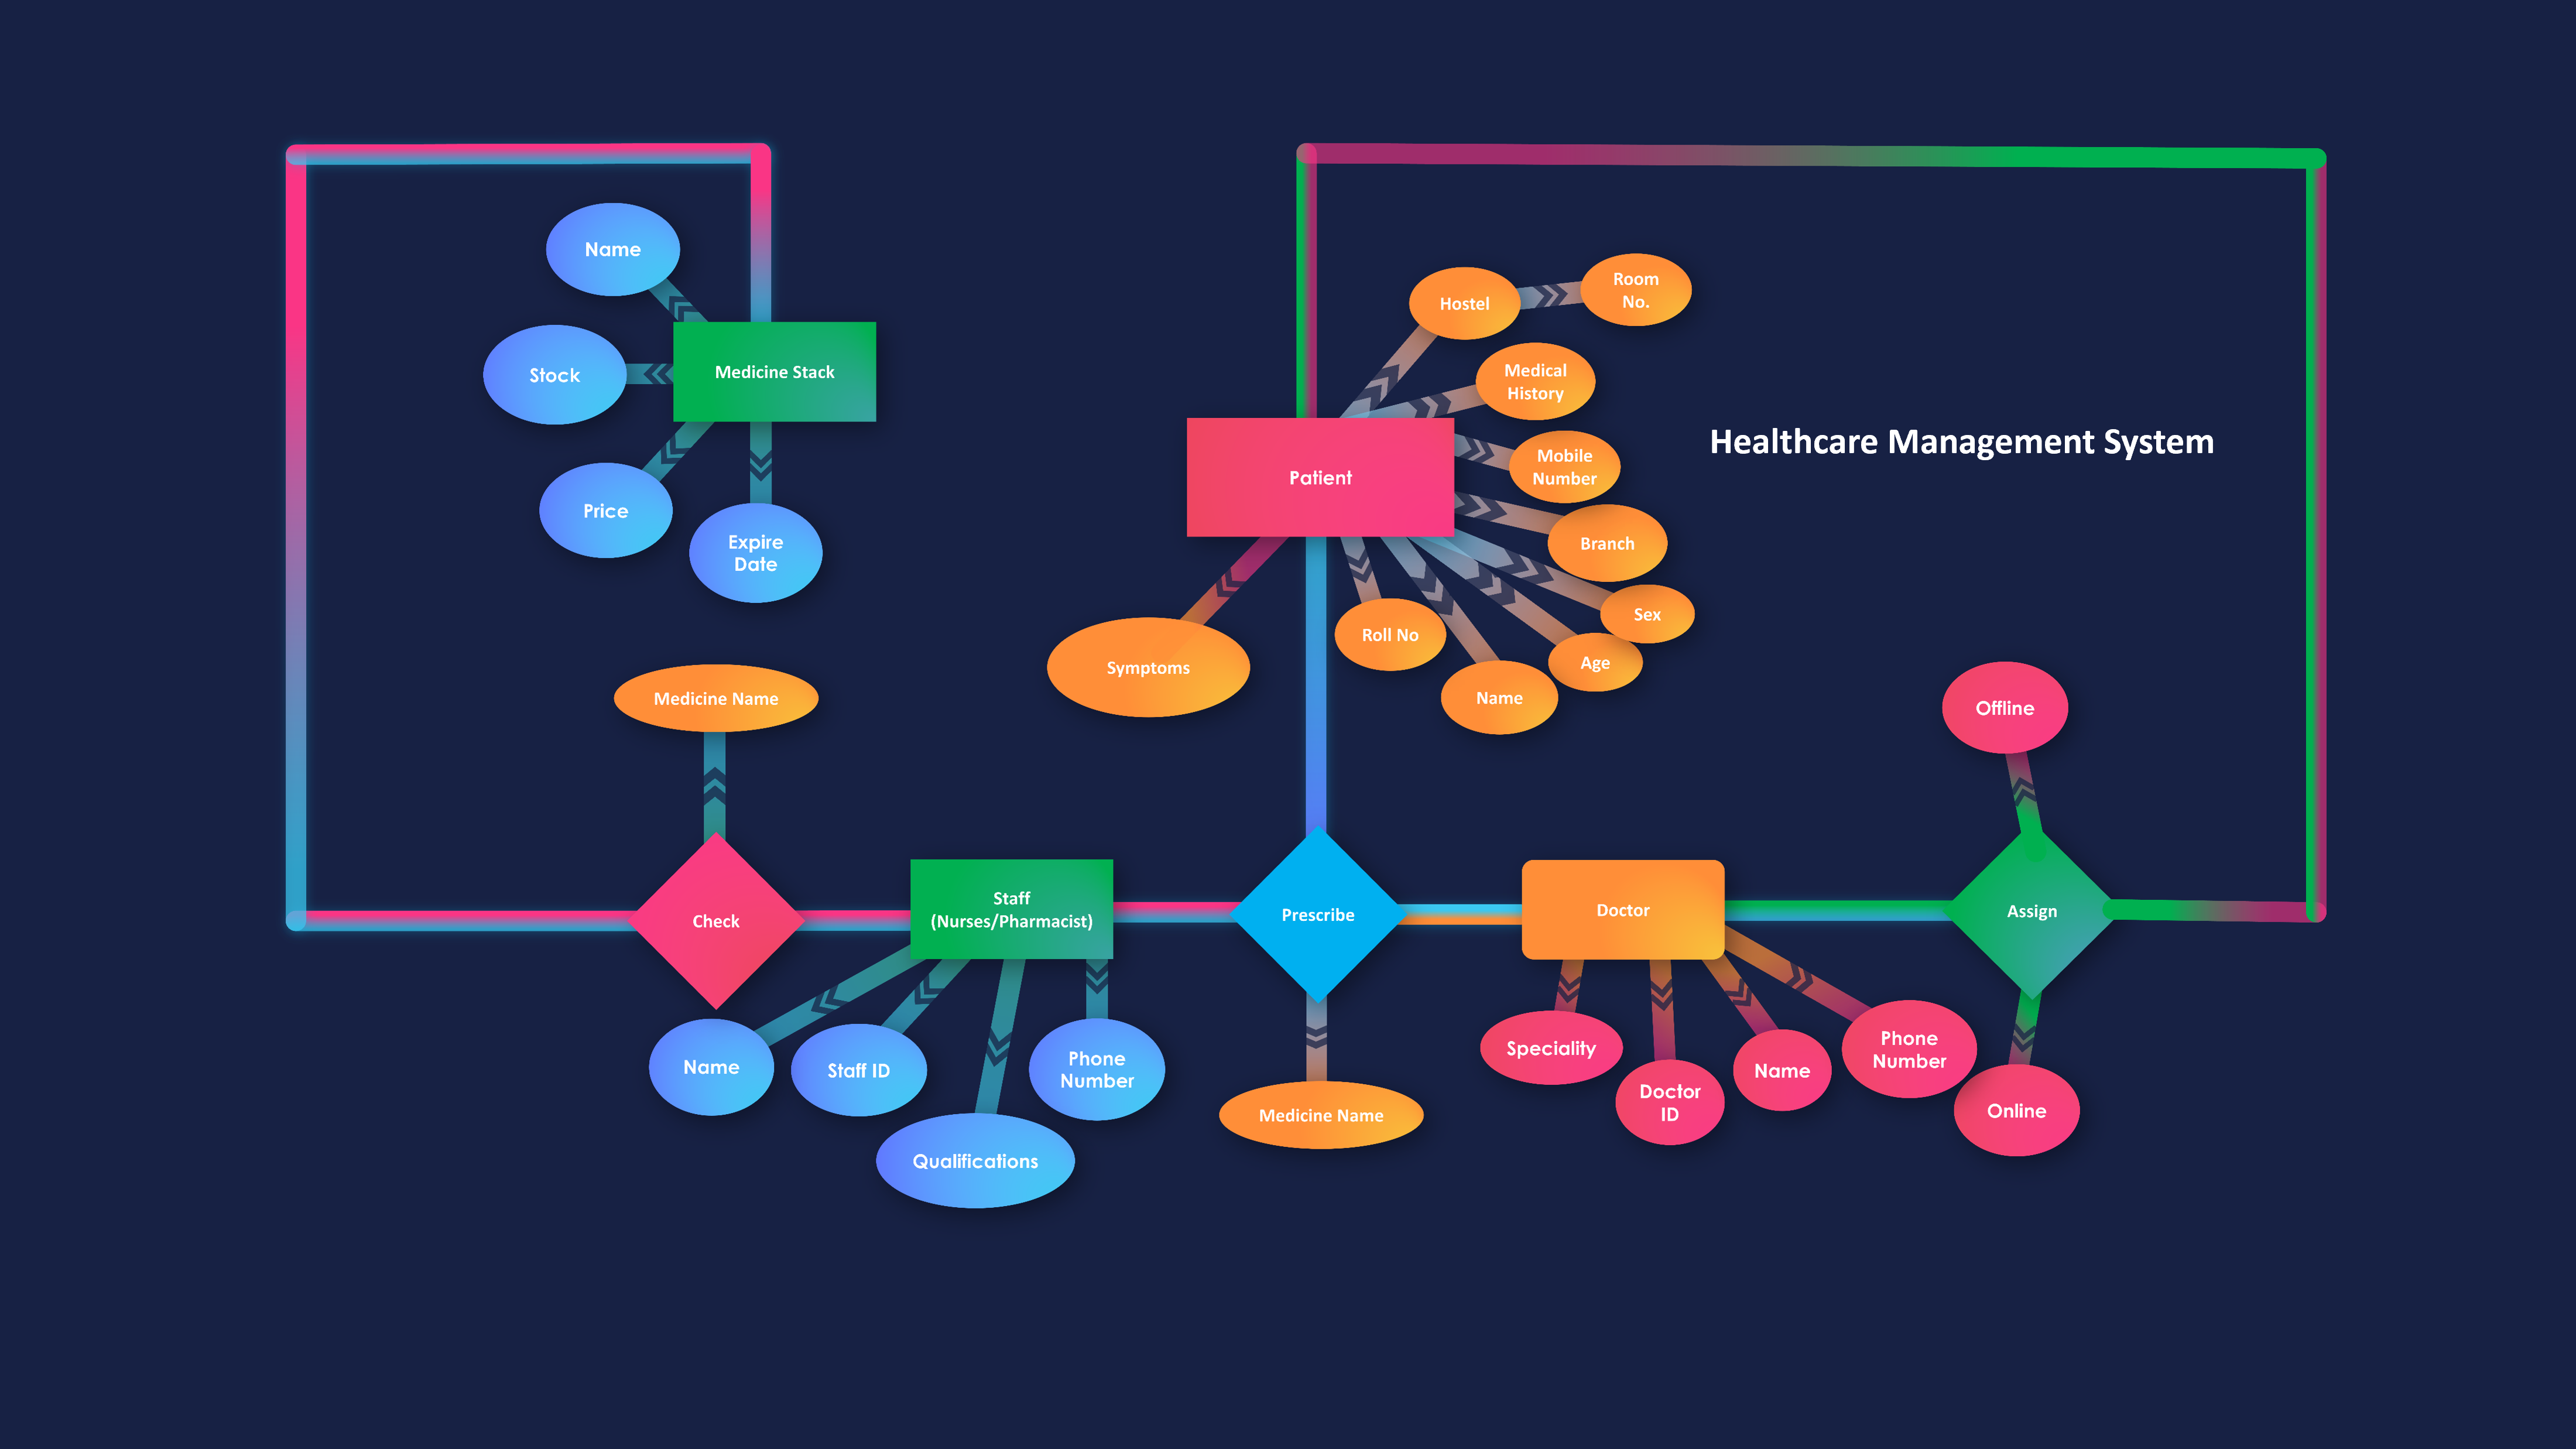 Name
Stock
Medicine Stack
Price
Expire
Date
Hostel
Room
No.
Medical
History
Mobile
Number
Healthcare Management System
Patient
Branch
Sex
Roll No
Age
Symptoms
Name
Medicine Name
Offline
Check
Staff
(Nurses/Pharmacist)
Prescribe
Doctor
Assign
Name
Staff ID
Phone
Number
Qualifications
Medicine Name
Speciality
Doctor
ID
Name
Phone
Number
Online